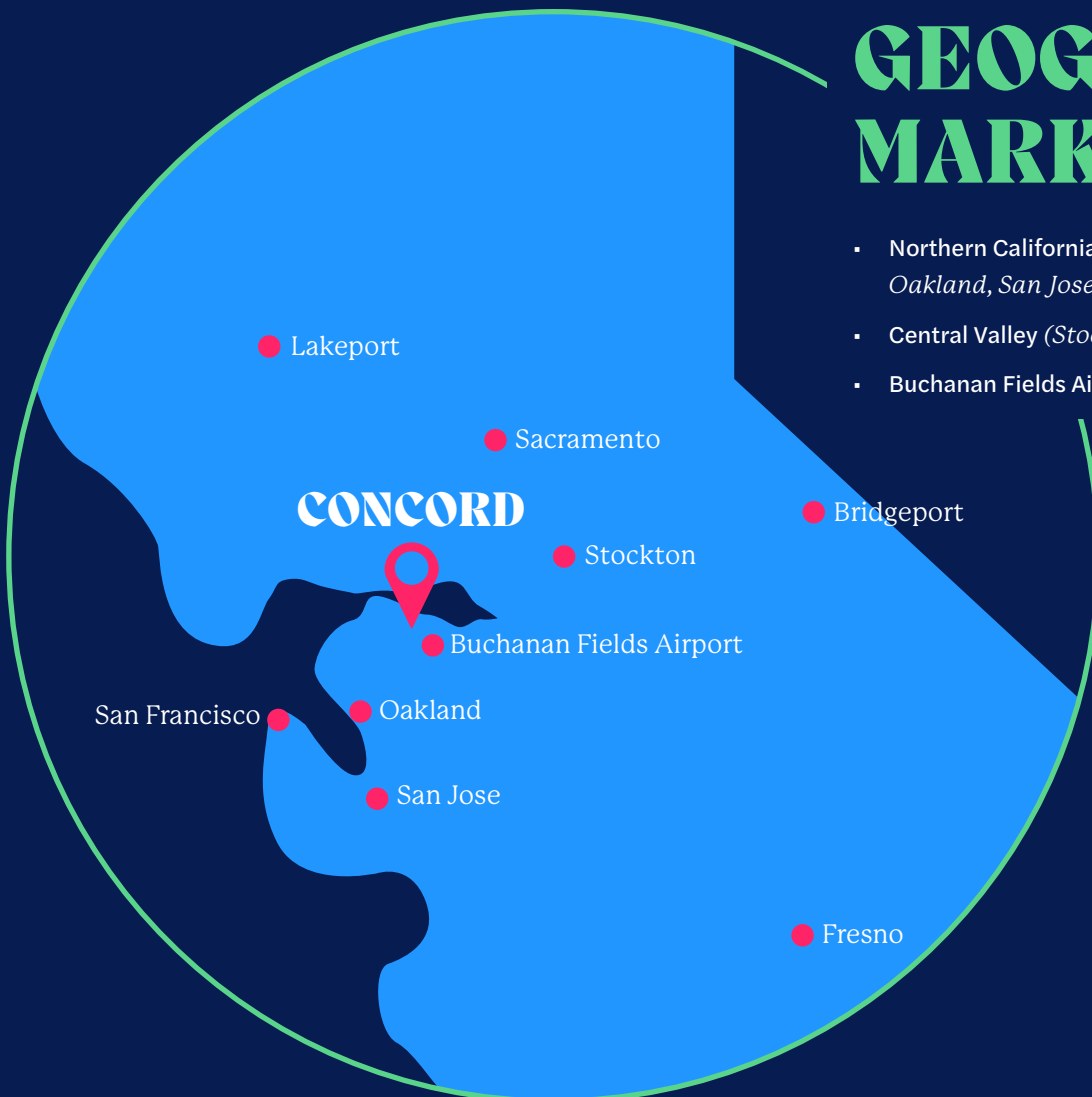 GEOG
MARK
Northern California
Oakland, San Jose
Central Valley (Stoc
Buchanan Fields Ai
Lakeport
Sacramento
CONCORD
Bridgeport
Stockton
Buchanan Fields Airport
San Francisco
Oakland
San Jose
Fresno